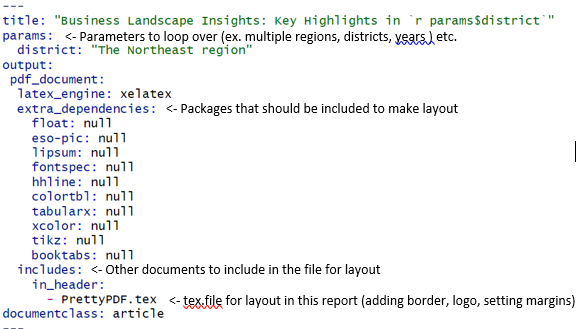 ---
title: "Business Landscape Insights: Key Highlights in `r params$district`"
params: <- Parameters to loop over (ex. multiple regions, districts, years ) etc.
  district: "The Northeast region"
output:
 pdf_document:
  latex_engine: xelatex
  extra_dependencies: <- Packages that should be included to make layout
    float: null
    eso-pic: null
    lipsum: null
    fontspec: null
    hhline: null
    colortbl: null
    tabularx: null
    xcolor: null
    tikz: null
    booktabs: null
  includes: <- Other documents to include in the file for layout
    in_header:
      - PrettyPDF.tex <- tex.file for layout in this report (adding border, logo, setting margins)
documentclass: article
---